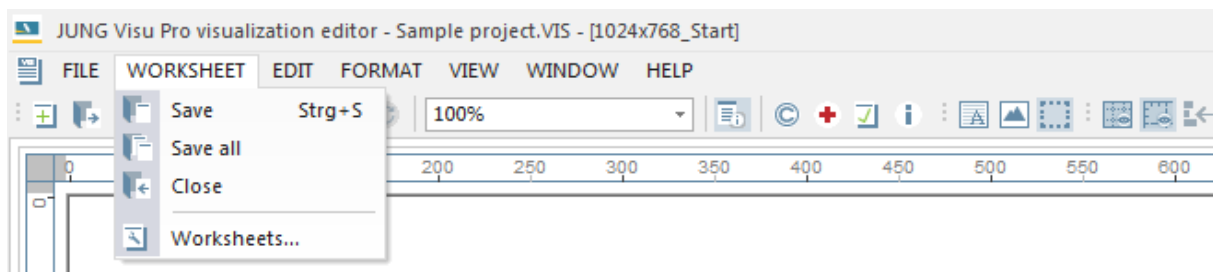 JUNG Visu Pro visualization editor - Sample project.VIS - [1024x768_Start]
FILE WORKSHEET EDIT FORMAT VIEW WINDOW HELP
Save Strg+S
100%
Save all
Close
Worksheets...
0 200 250 300 350 400 450 500 550 600
0